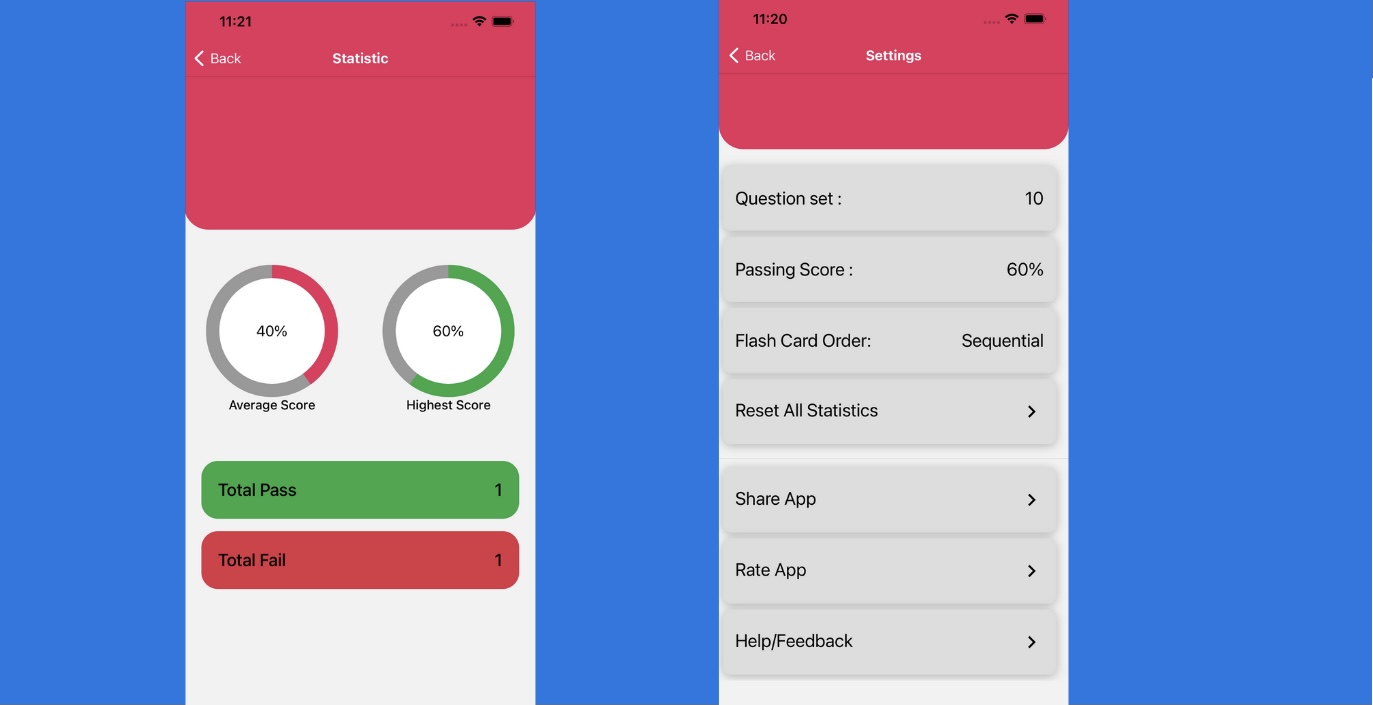 11:21
Back
Statistic
40%
60%
Average Score
Highest Score
Total Pass 1
Total Fail 1
11:20
Back
Settings
Question set : 10
Passing Score : 60%
Flash Card Order: Sequential
Reset All Statistics
Share App
Rate App
Help/Feedback